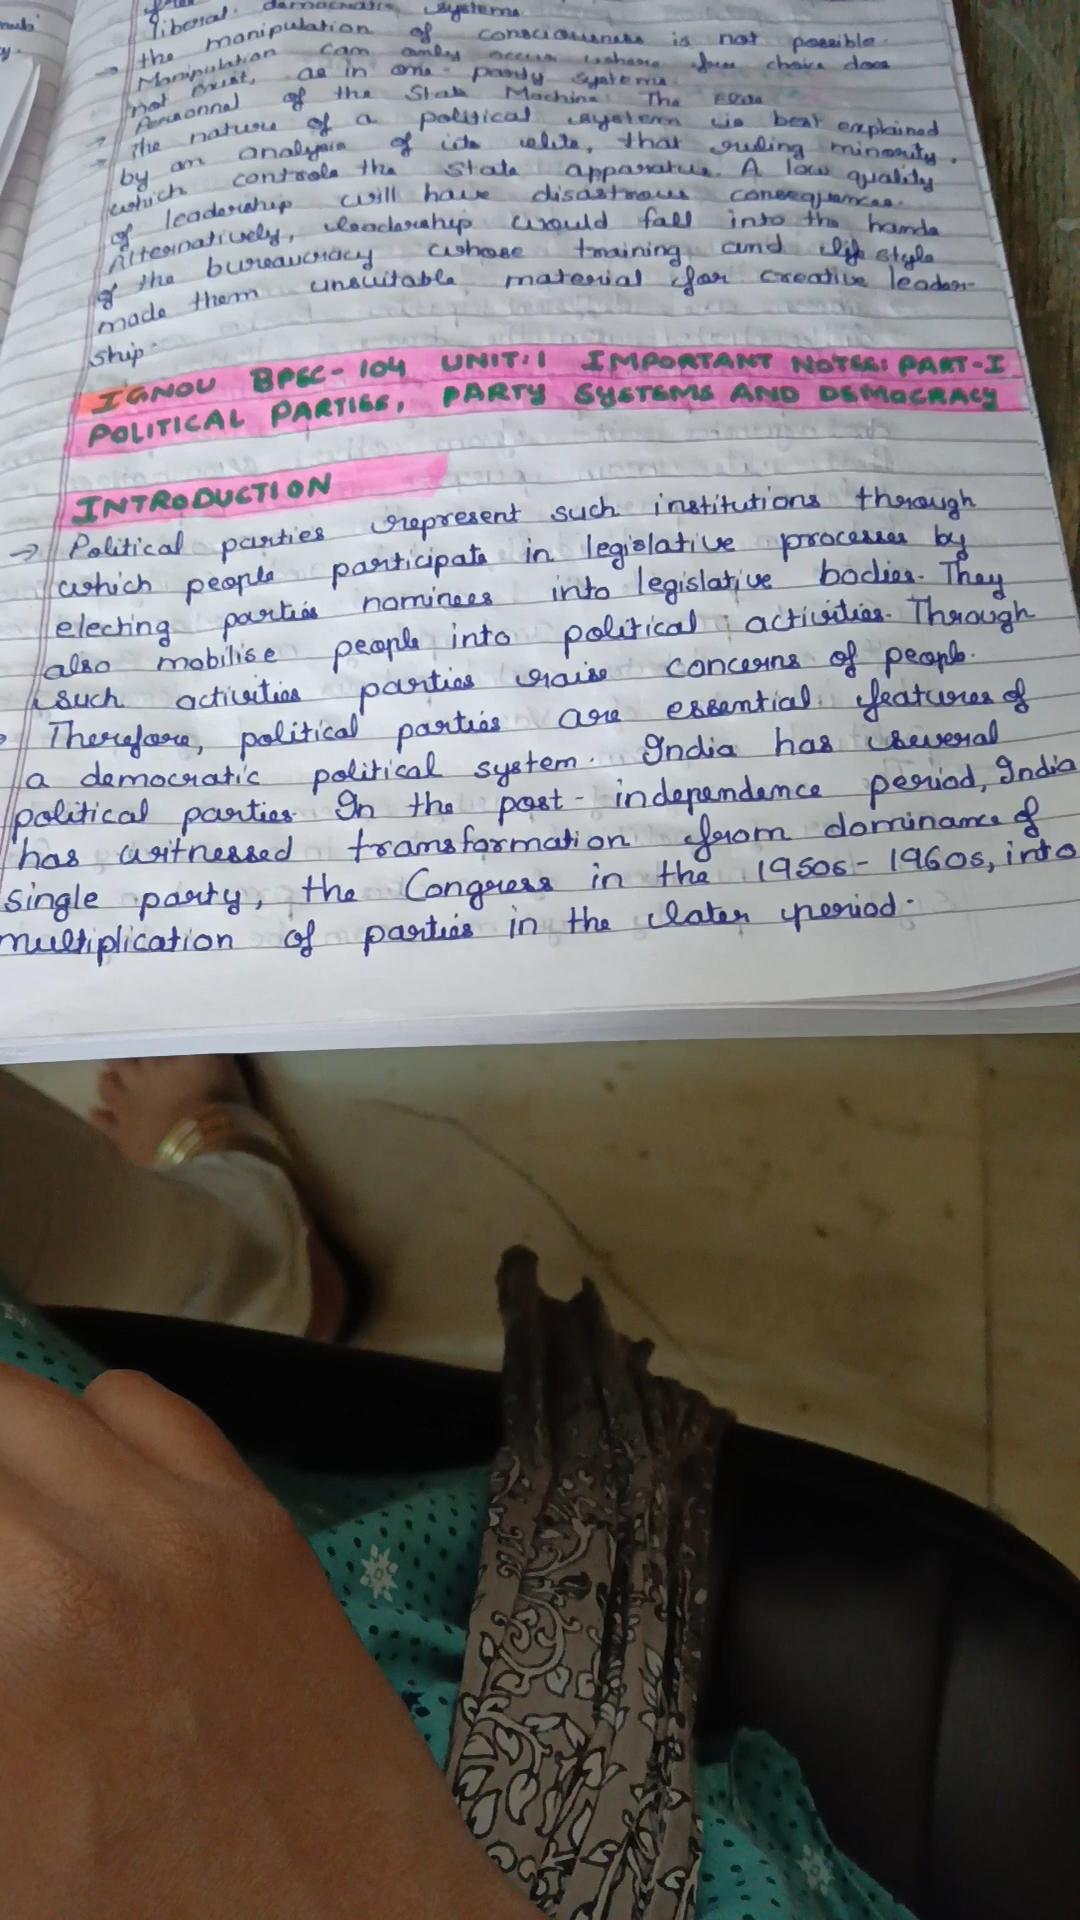 liberal democratic systems
the manipulation of consciousness is not possible.
→ Manipulation can only occur where free choice does
not exist, as in one-party systems.
Personnel of the State Machine: The
→ The nature of a political system is best explained
→ by an analysis of its elite, that ruling minority,
which controls the state apparatus. A low quality
of leadership will have disastrous consequences.
Alternatively, leadership would fall into the hands
of the bureaucracy whose training and life style
made them unsuitable material for creative leader-
ship.
IGNOU BPSC-104 UNIT:1 IMPORTANT NOTES: PART-I
POLITICAL PARTIES, PARTY SYSTEMS AND DEMOCRACY
INTRODUCTION
→ Political parties represent such institutions through
which people participate in legislative processes by
electing parties nominees into legislative bodies. They
also mobilise people into political activities. Through
such activities parties raise concerns of people.
Therefore, political parties are essential features of
a democratic political system. India has several
political parties. In the post-independence period, India
has witnessed transformation from dominance of
single party, the Congress in the 1950s-1960s, into
multiplication of parties in the later period.